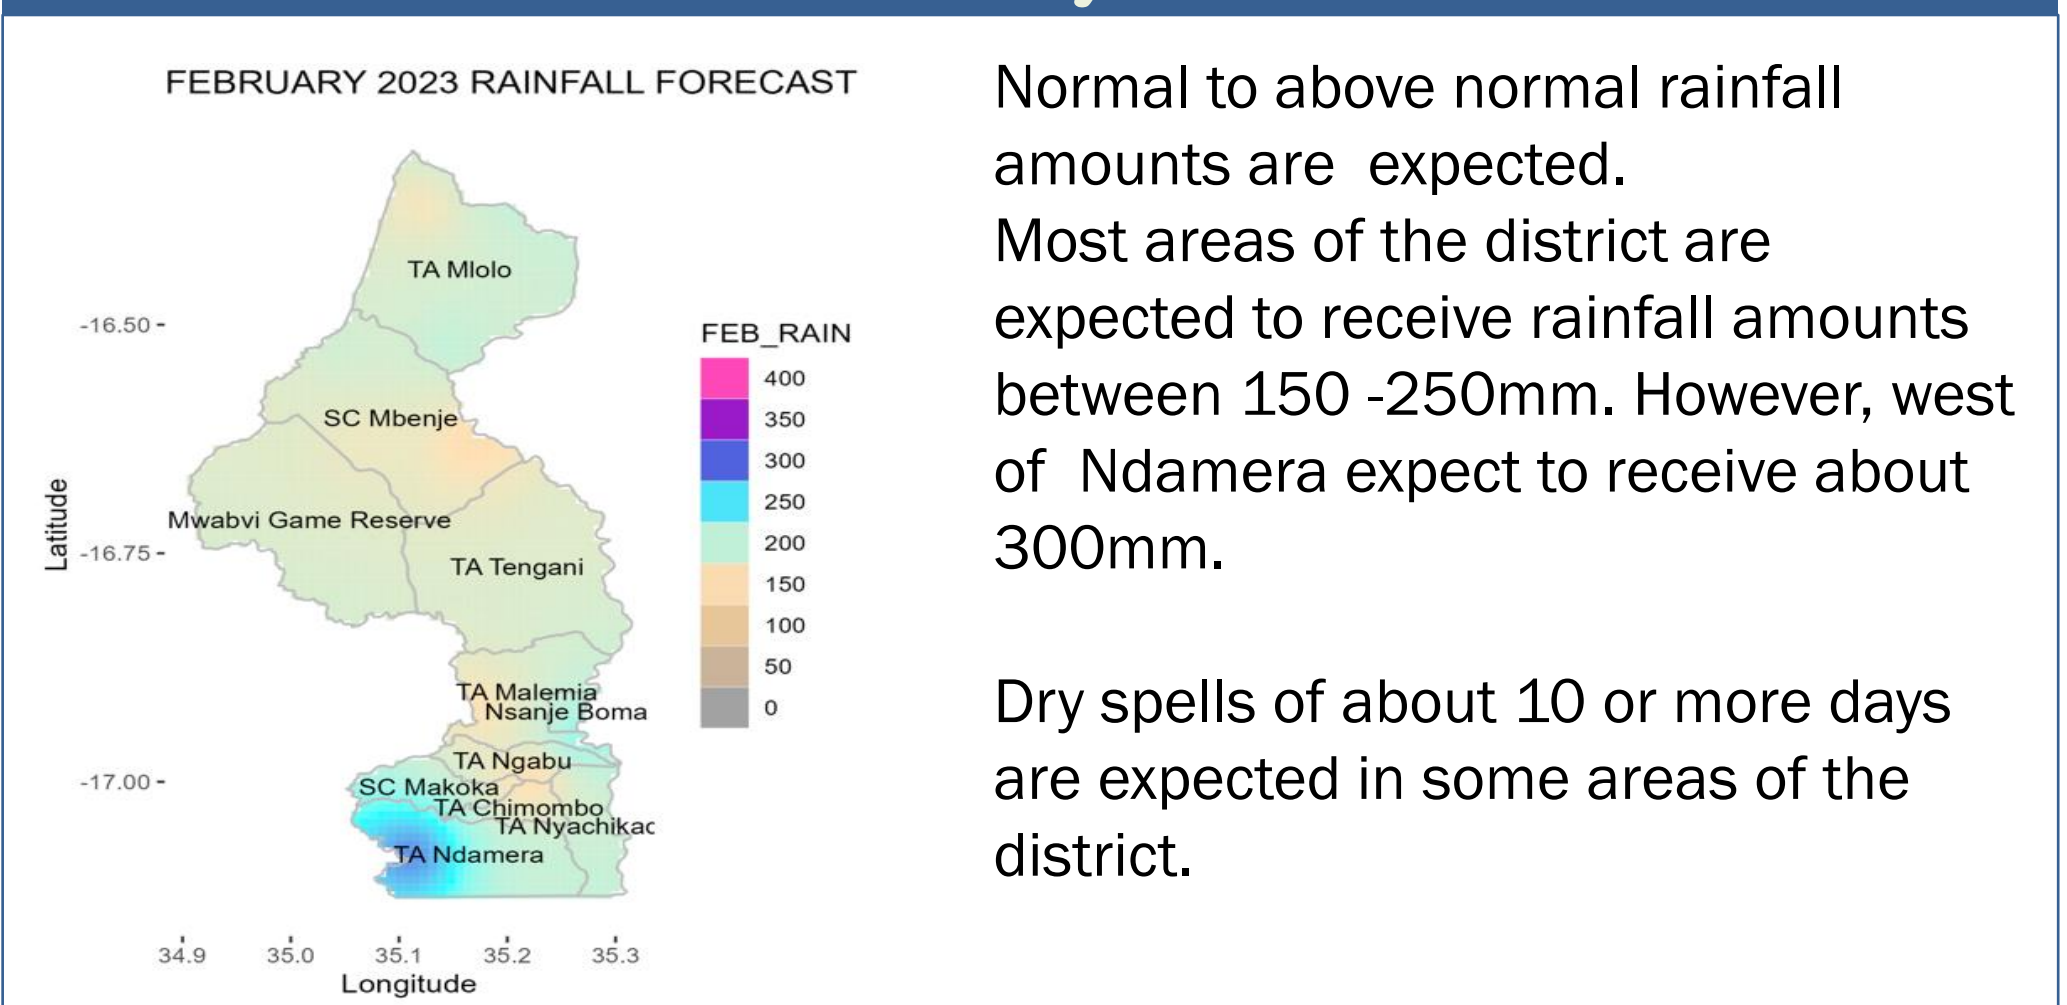 FEBRUARY 2023 RAINFALL FORECAST
TA Mlolo
SC Mbenje
Mwabvi Game Reserve
TA Tengani
TA Malemia
Nsanje Boma
TA Ngabu
SC Makoka
TA Chimombo
TA Nyachikac
TA Ndamera
Latitude
-16.50
-16.75
-17.00
34.9 35.0 35.1 35.2 35.3
Longitude
FEB_RAIN
400
350
300
250
200
150
100
50
0
Normal to above normal rainfall
amounts are expected.
Most areas of the district are
expected to receive rainfall amounts
between 150 -250mm. However, west
of Ndamera expect to receive about
300mm.
Dry spells of about 10 or more days
are expected in some areas of the
district.